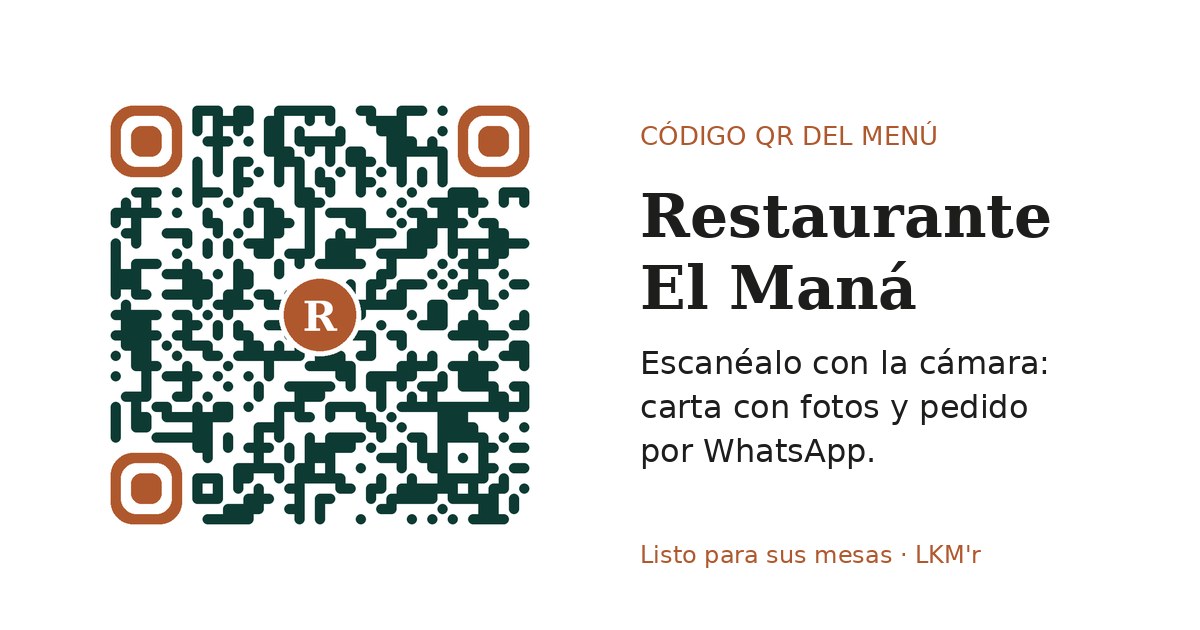 R
CÓDIGO QR DEL MENÚ
Restaurante
El Maná
Escanéalo con la cámara:
carta con fotos y pedido
por WhatsApp.
Listo para sus mesas · LKM'r